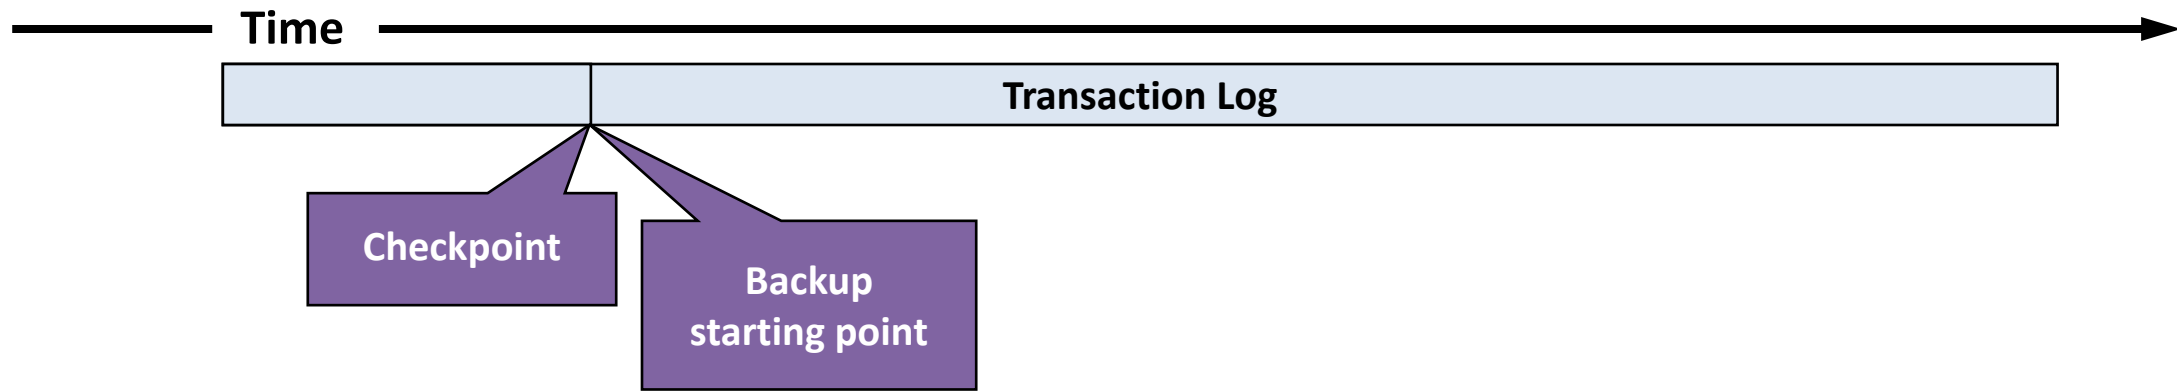 Time
Transaction Log
Checkpoint
Backup
starting point